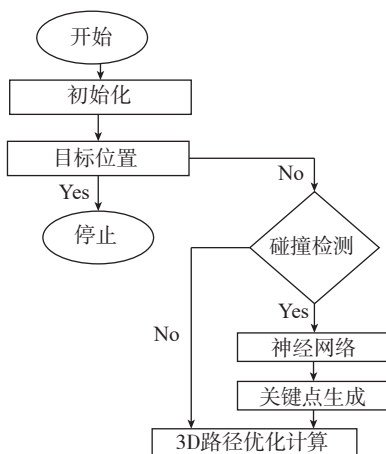 开始
初始化
目标位置
No
Yes
停止
碰撞检测
Yes
No
神经网络
关键点生成
3D路径优化计算